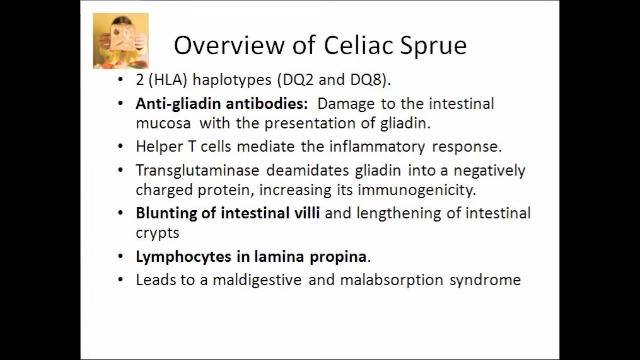 Overview of Celiac Sprue
• 2 (HLA) haplotypes (DQ2 and DQ8).
• Anti-gliadin antibodies:  Damage to the intestinal
mucosa with the presentation of gliadin.
• Helper T cells mediate the inflammatory response.
• Transglutaminase deamidates gliadin into a negatively
charged protein, increasing its immunogenicity.
• Blunting of intestinal villi and lengthening of intestinal
crypts
• Lymphocytes in lamina propina.
• Leads to a maldigestive and malabsorption syndrome